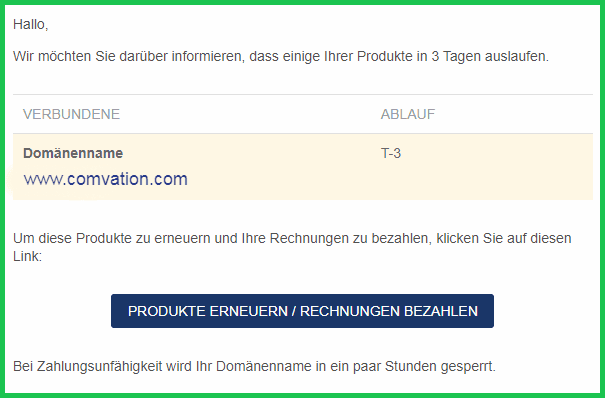 Hallo,
Wir möchten Sie darüber informieren, dass einige Ihrer Produkte in 3 Tagen auslaufen.
VERBUNDENE ABLAUF
Domänenname T-3
www.comvation.com
Um diese Produkte zu erneuern und Ihre Rechnungen zu bezahlen, klicken Sie auf diesen
Link:
PRODUKTE ERNEUERN / RECHNUNGEN BEZAHLEN
Bei Zahlungsunfähigkeit wird Ihr Domänenname in ein paar Stunden gesperrt.